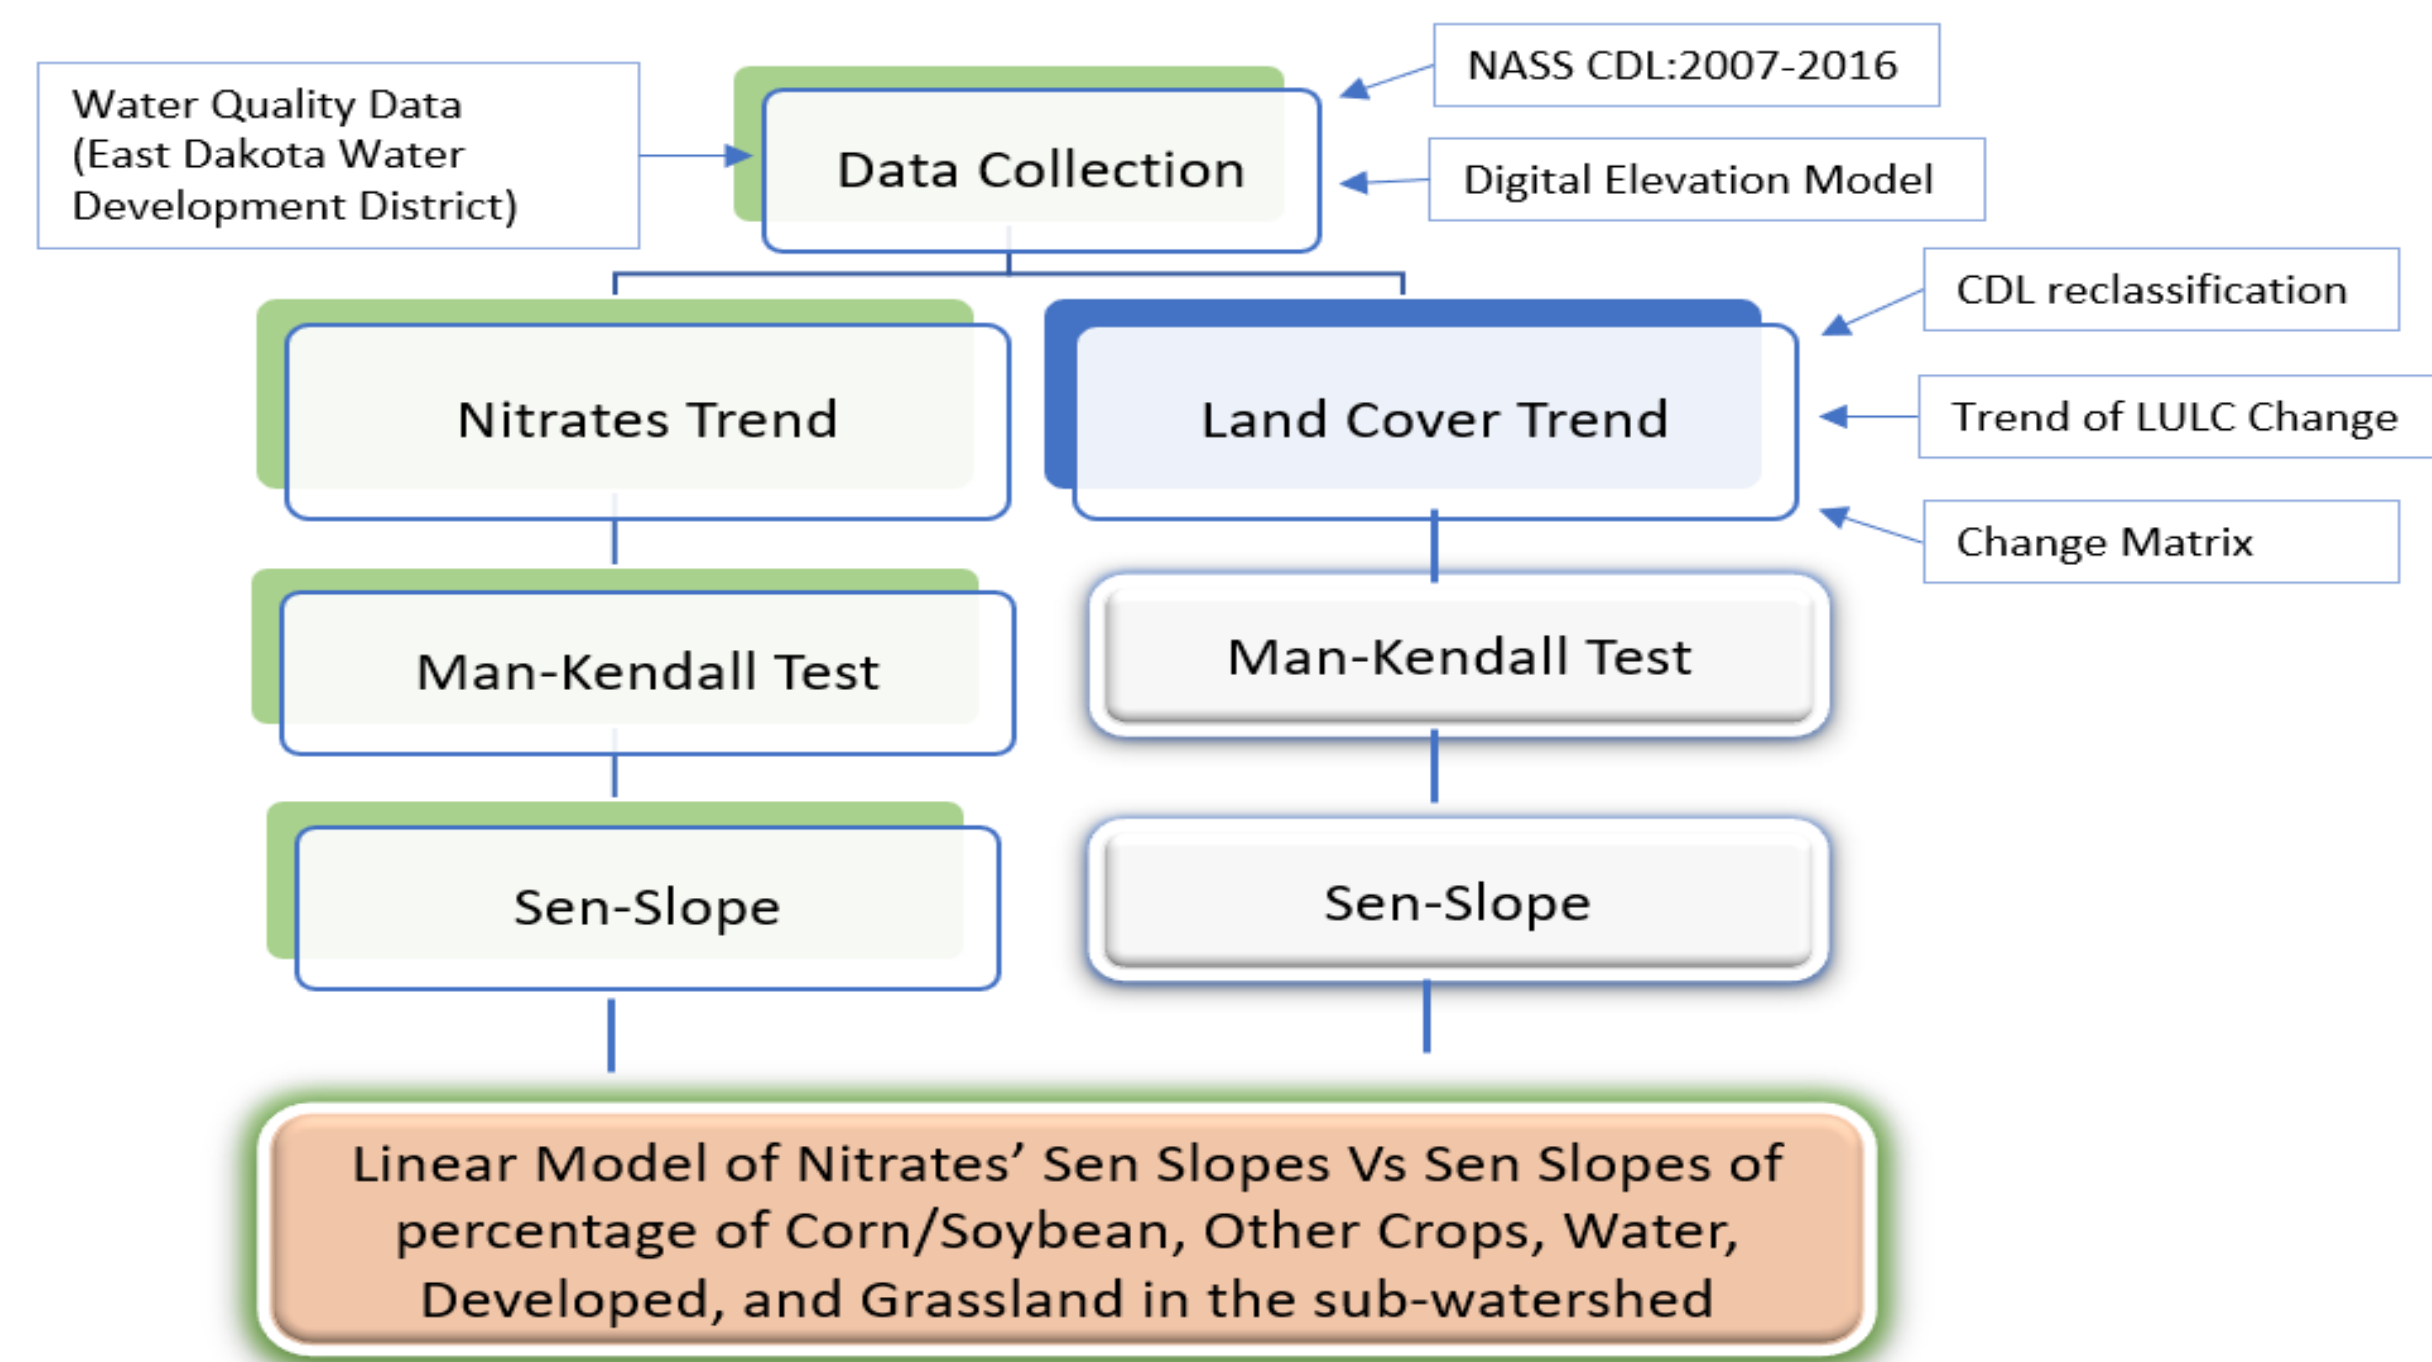 Water Quality Data
(East Dakota Water
Development District)
Data Collection
NASS CDL:2007-2016
Digital Elevation Model
Nitrates Trend
Land Cover Trend
CDL reclassification
Trend of LULC Change
Change Matrix
Man-Kendall Test
Man-Kendall Test
Sen-Slope
Sen-Slope
Linear Model of Nitrates’ Sen Slopes Vs Sen Slopes of
percentage of Corn/Soybean, Other Crops, Water,
Developed, and Grassland in the sub-watershed